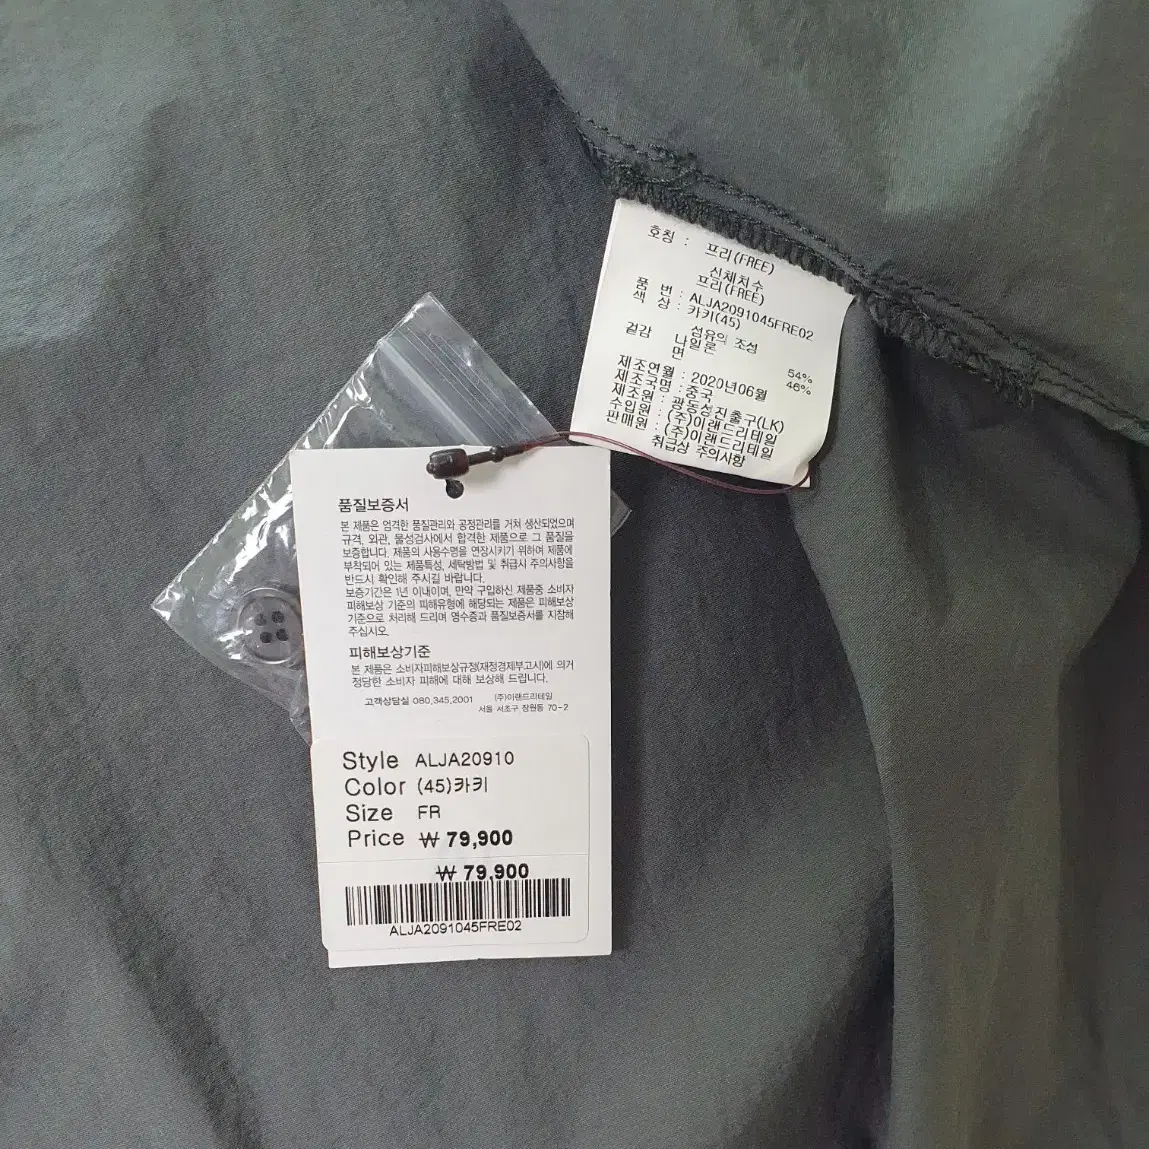 호칭 : 프리(FREE)
신체치수
프리(FREE)
품 번 : ALJA2091045FRE02
색 상 : 카키(45)
섬유의 조성
겉감 나일론 54%
면 46%
제조연월 : 2020년06월
제조국명 : 중국
제조원 : 광동성진출구(LK)
수입원 : (주)이랜드리테일
판매원 : (주)이랜드리테일
취급상 주의사항
품질보증서
본 제품은 엄격한 품질관리와 공정관리를 거쳐 생산되었으며
규격, 외관, 물성검사에서 합격한 제품으로 그 품질을
보증합니다. 제품의 사용수명을 연장시키기 위하여 제품에
부착되어 있는 제품특성, 세탁방법 및 취급시 주의사항을
반드시 확인해 주시길 바랍니다.
보증기간은 1년 이내이며, 만약 구입하신 제품중 소비자
피해보상 기준의 피해유형에 해당되는 제품은 피해보상
기준으로 처리해 드리며 영수증과 품질보증서를 지참해
주십시오.
피해보상기준
본 제품은 소비자피해보상규정(재정경제부고시)에 의거
정당한 소비자 피해에 대해 보상해 드립니다.
고객상담실 080.345.2001 (주)이랜드리테일
서울 서초구 잠원동 70-2
Style ALJA20910
Color (45)카키
Size FR
Price ₩ 79,900
₩ 79,900
ALJA2091045FRE02